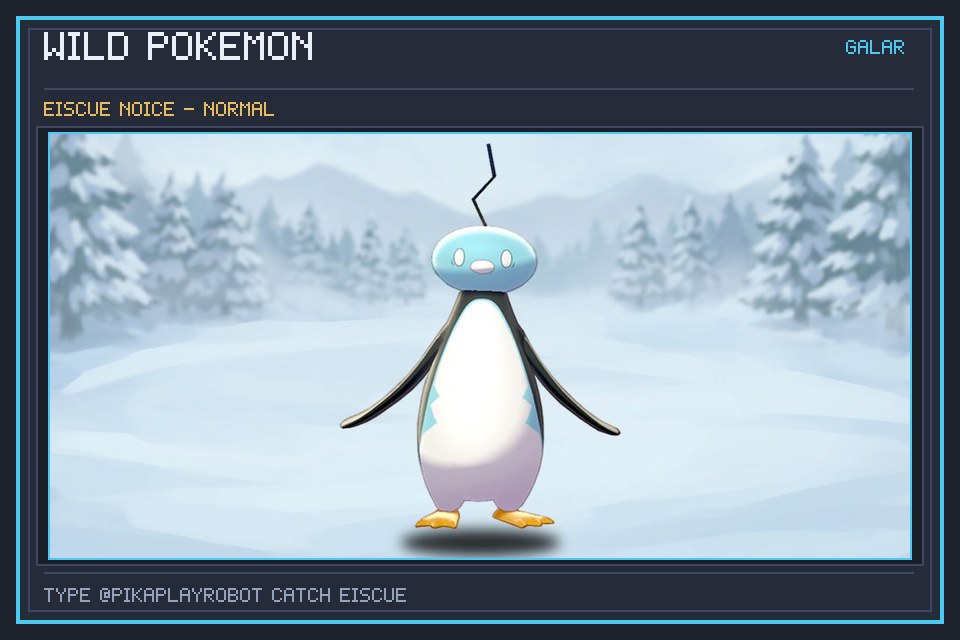 WILD POKEMON
GALAR
EISCUE NOICE - NORMAL
TYPE @PIKAPLAYROBOT CATCH EISCUE